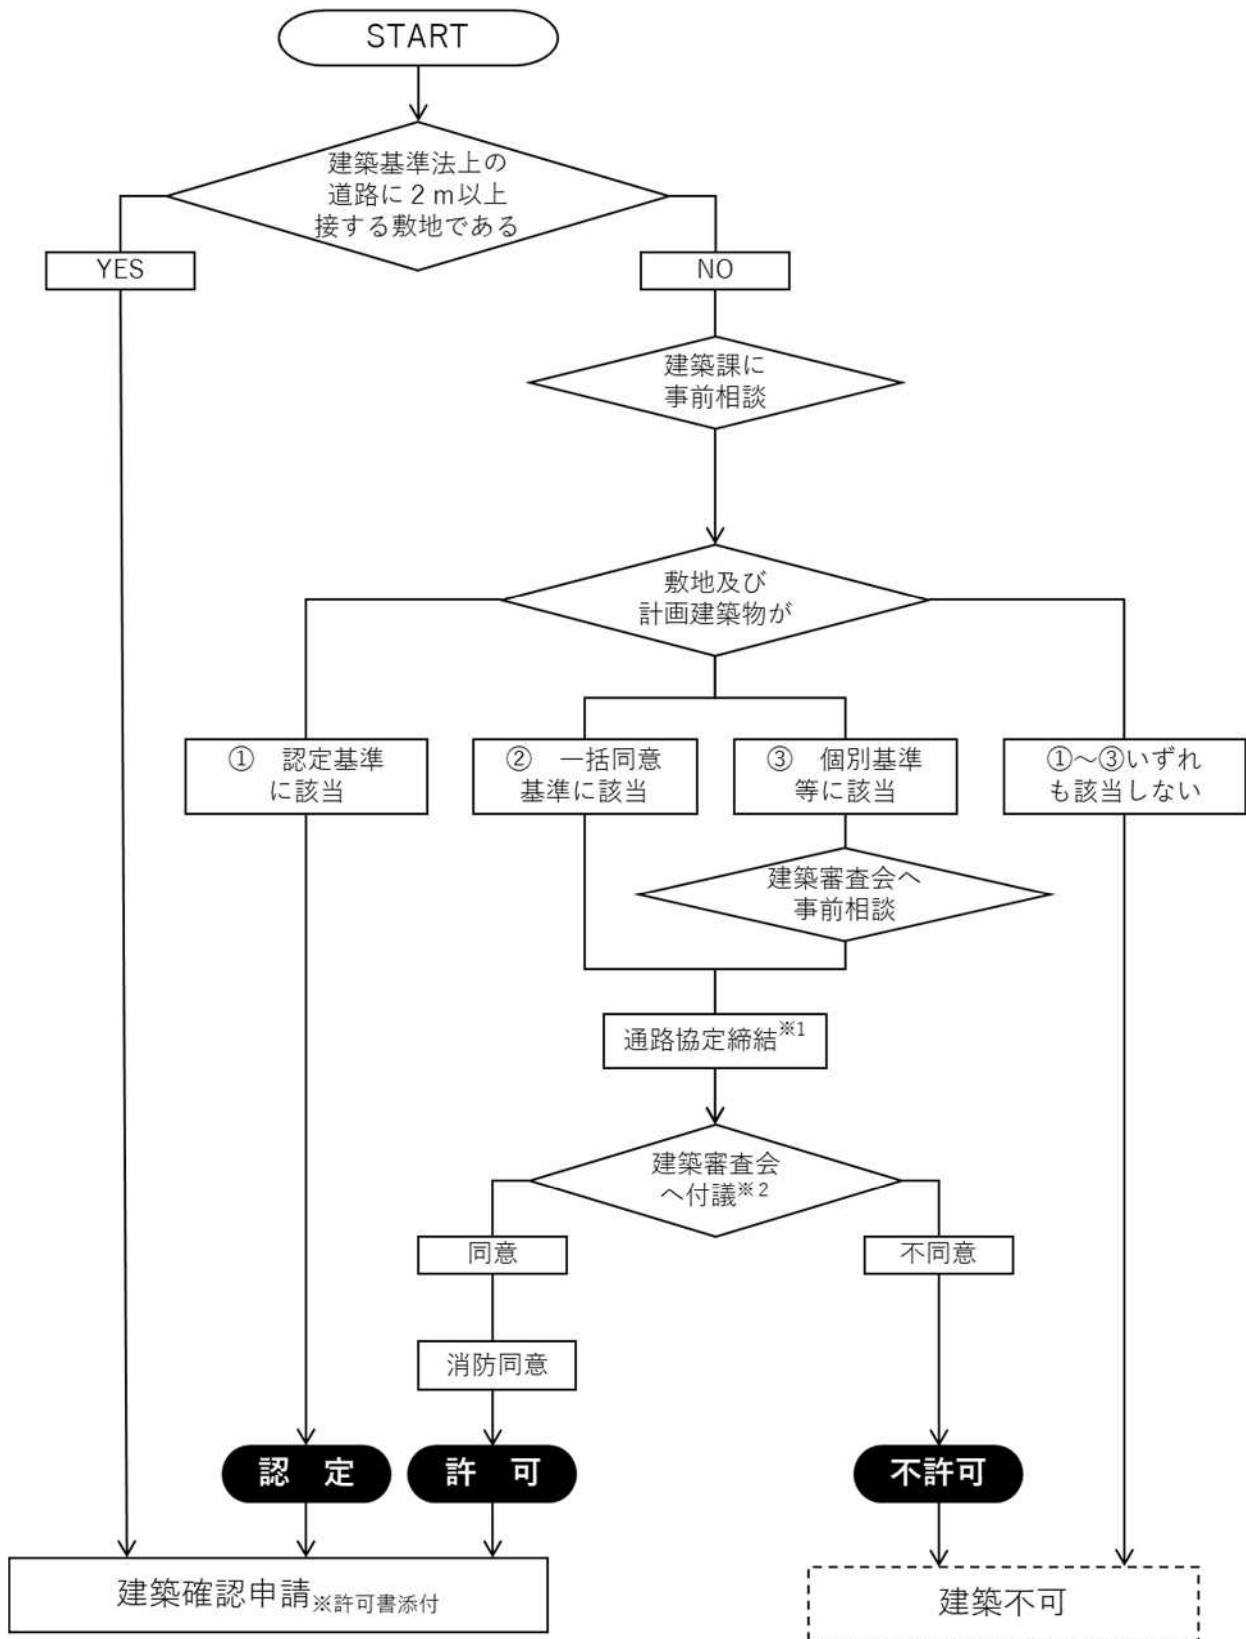 START
建築基準法上の
道路に２ｍ以上
接する敷地である
YES
NO
建築課に
事前相談
敷地及び
計画建築物が
①　認定基準
に該当
②　一括同意
基準に該当
③　個別基準
等に該当
①～③いずれ
も該当しない
建築審査会へ
事前相談
通路協定締結※1
建築審査会
へ付議※2
同意
不同意
消防同意
認　定
許　可
不許可
建築確認申請※許可書添付
建築不可